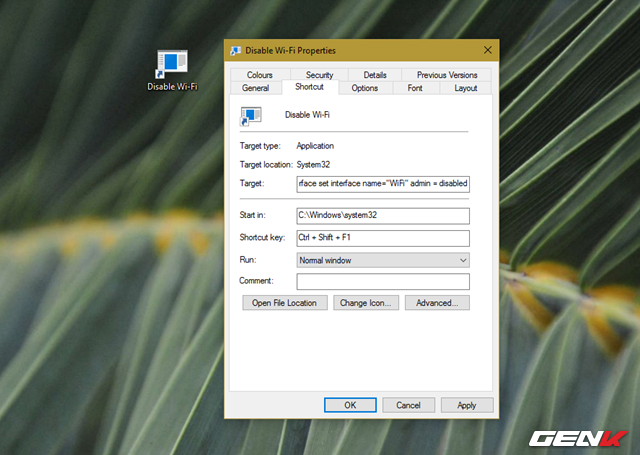 Disable Wi-Fi
Disable Wi-Fi Properties
Colours Security Details Previous Versions
General Shortcut Options Font Layout
Disable Wi-Fi
Target type: Application
Target location: System32
Target: rface set interface name="WiFi" admin = disabled
Start in: C:\Windows\system32
Shortcut key: Ctrl + Shift + F1
Run: Normal window
Comment:
Open File Location Change Icon... Advanced...
OK Cancel Apply
GENK